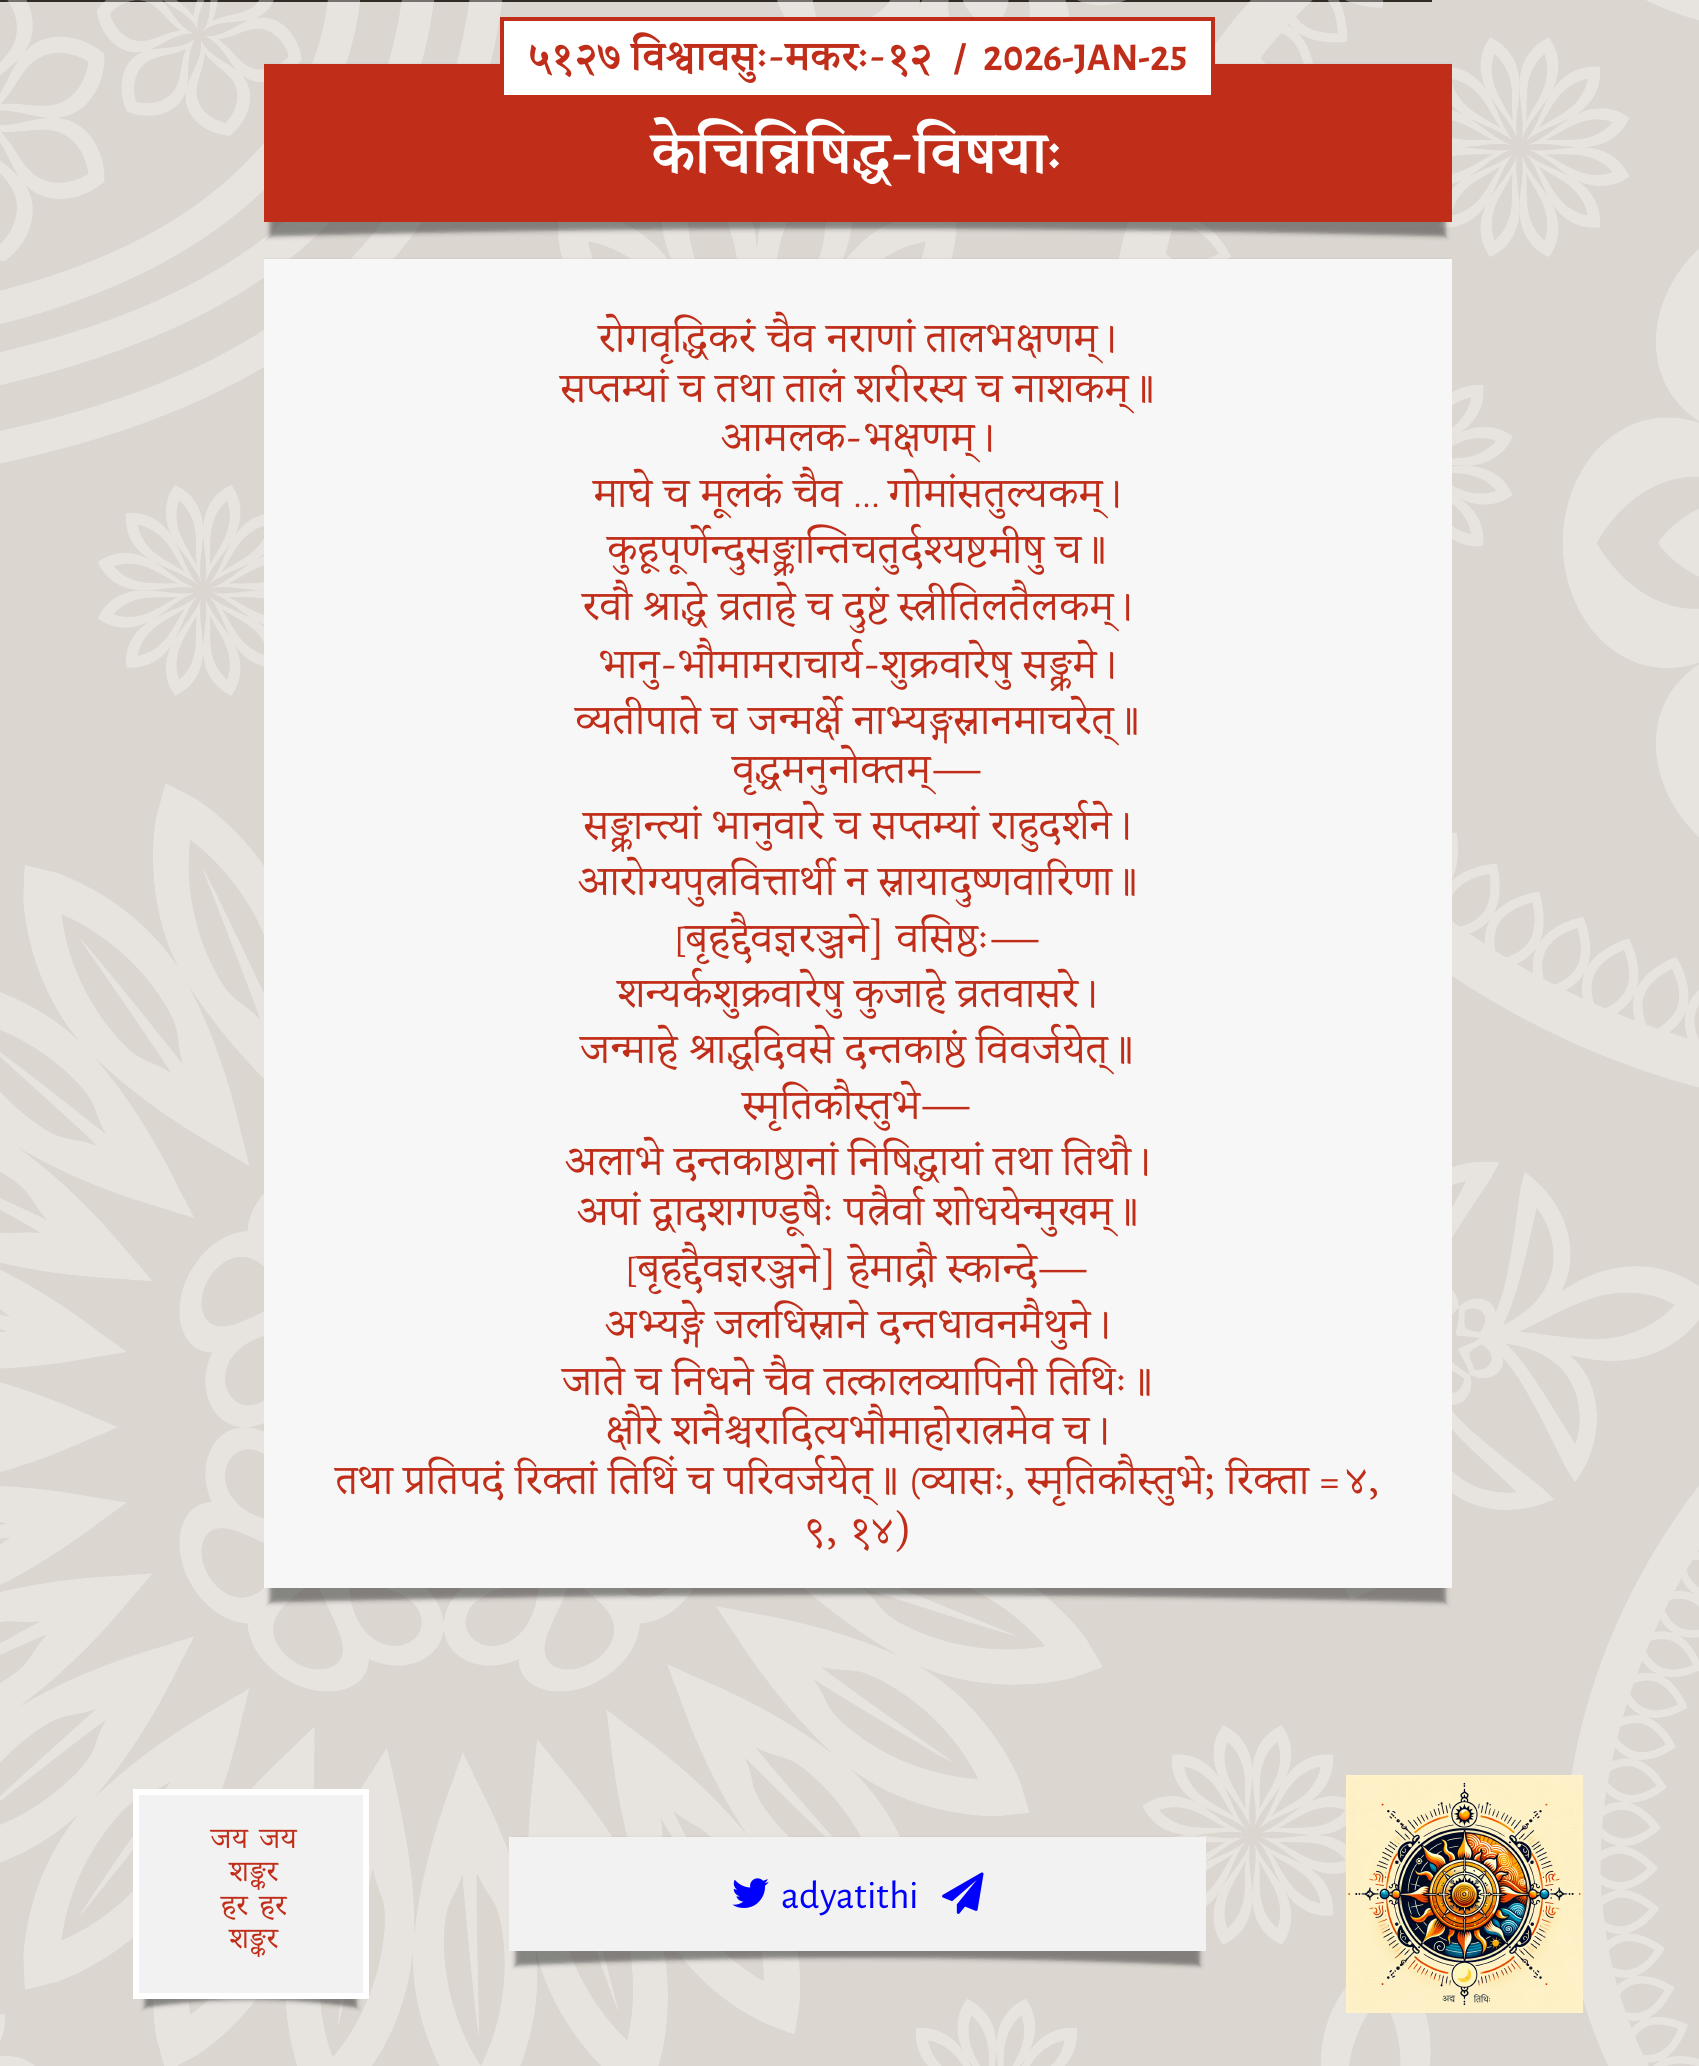 ५१२७ विश्वावसुः-मकरः-१२ / 2026-JAN-25
केचिन्निषिद्ध-विषयाः
रोगवृद्धिकरं चैव नराणां तालभक्षणम्।
सप्तम्यां च तथा तालं शरीरस्य च नाशकम्॥
आमलक-भक्षणम्।
माघे च मूलकं चैव ... गोमांसतुल्यकम्।
कुहूपूर्णेन्दुसङ्क्रान्तिचतुर्दश्यष्टमीषु च॥
रवौ श्राद्धे व्रताहे च दुष्टं स्त्रीतिलतैलकम्।
भानु-भौमामराचार्य-शुक्रवारेषु सङ्क्रमे।
व्यतीपाते च जन्मर्क्षे नाभ्यङ्गस्नानमाचरेत्॥
वृद्धमनुनोक्तम्—
सङ्क्रान्त्यां भानुवारे च सप्तम्यां राहुदर्शने।
आरोग्यपुत्रवित्तार्थी न स्नायादुष्णवारिणा॥
[बृहद्दैवज्ञरञ्जने] वसिष्ठः—
शन्यर्कशुक्रवारेषु कुजाहे व्रतवासरे।
जन्माहे श्राद्धदिवसे दन्तकाष्ठं विवर्जयेत्॥
स्मृतिकौस्तुभे—
अलाभे दन्तकाष्ठानां निषिद्धायां तथा तिथौ।
अपां द्वादशगण्डूषैः पत्रैर्वा शोधयेन्मुखम्॥
[बृहद्दैवज्ञरञ्जने] हेमाद्रौ स्कान्दे—
अभ्यङ्गे जलधिस्नाने दन्तधावनमैथुने।
जाते च निधने चैव तत्कालव्यापिनी तिथिः॥
क्षौरे शनैश्चरादित्यभौमाहोरात्रमेव च।
तथा प्रतिपदं रिक्तां तिथिं च परिवर्जयेत्॥ (व्यासः, स्मृतिकौस्तुभे; रिक्ता = ४,
९, १४)
जय जय
शङ्कर
हर हर
शङ्कर
adyatithi
अद्य तिथिः